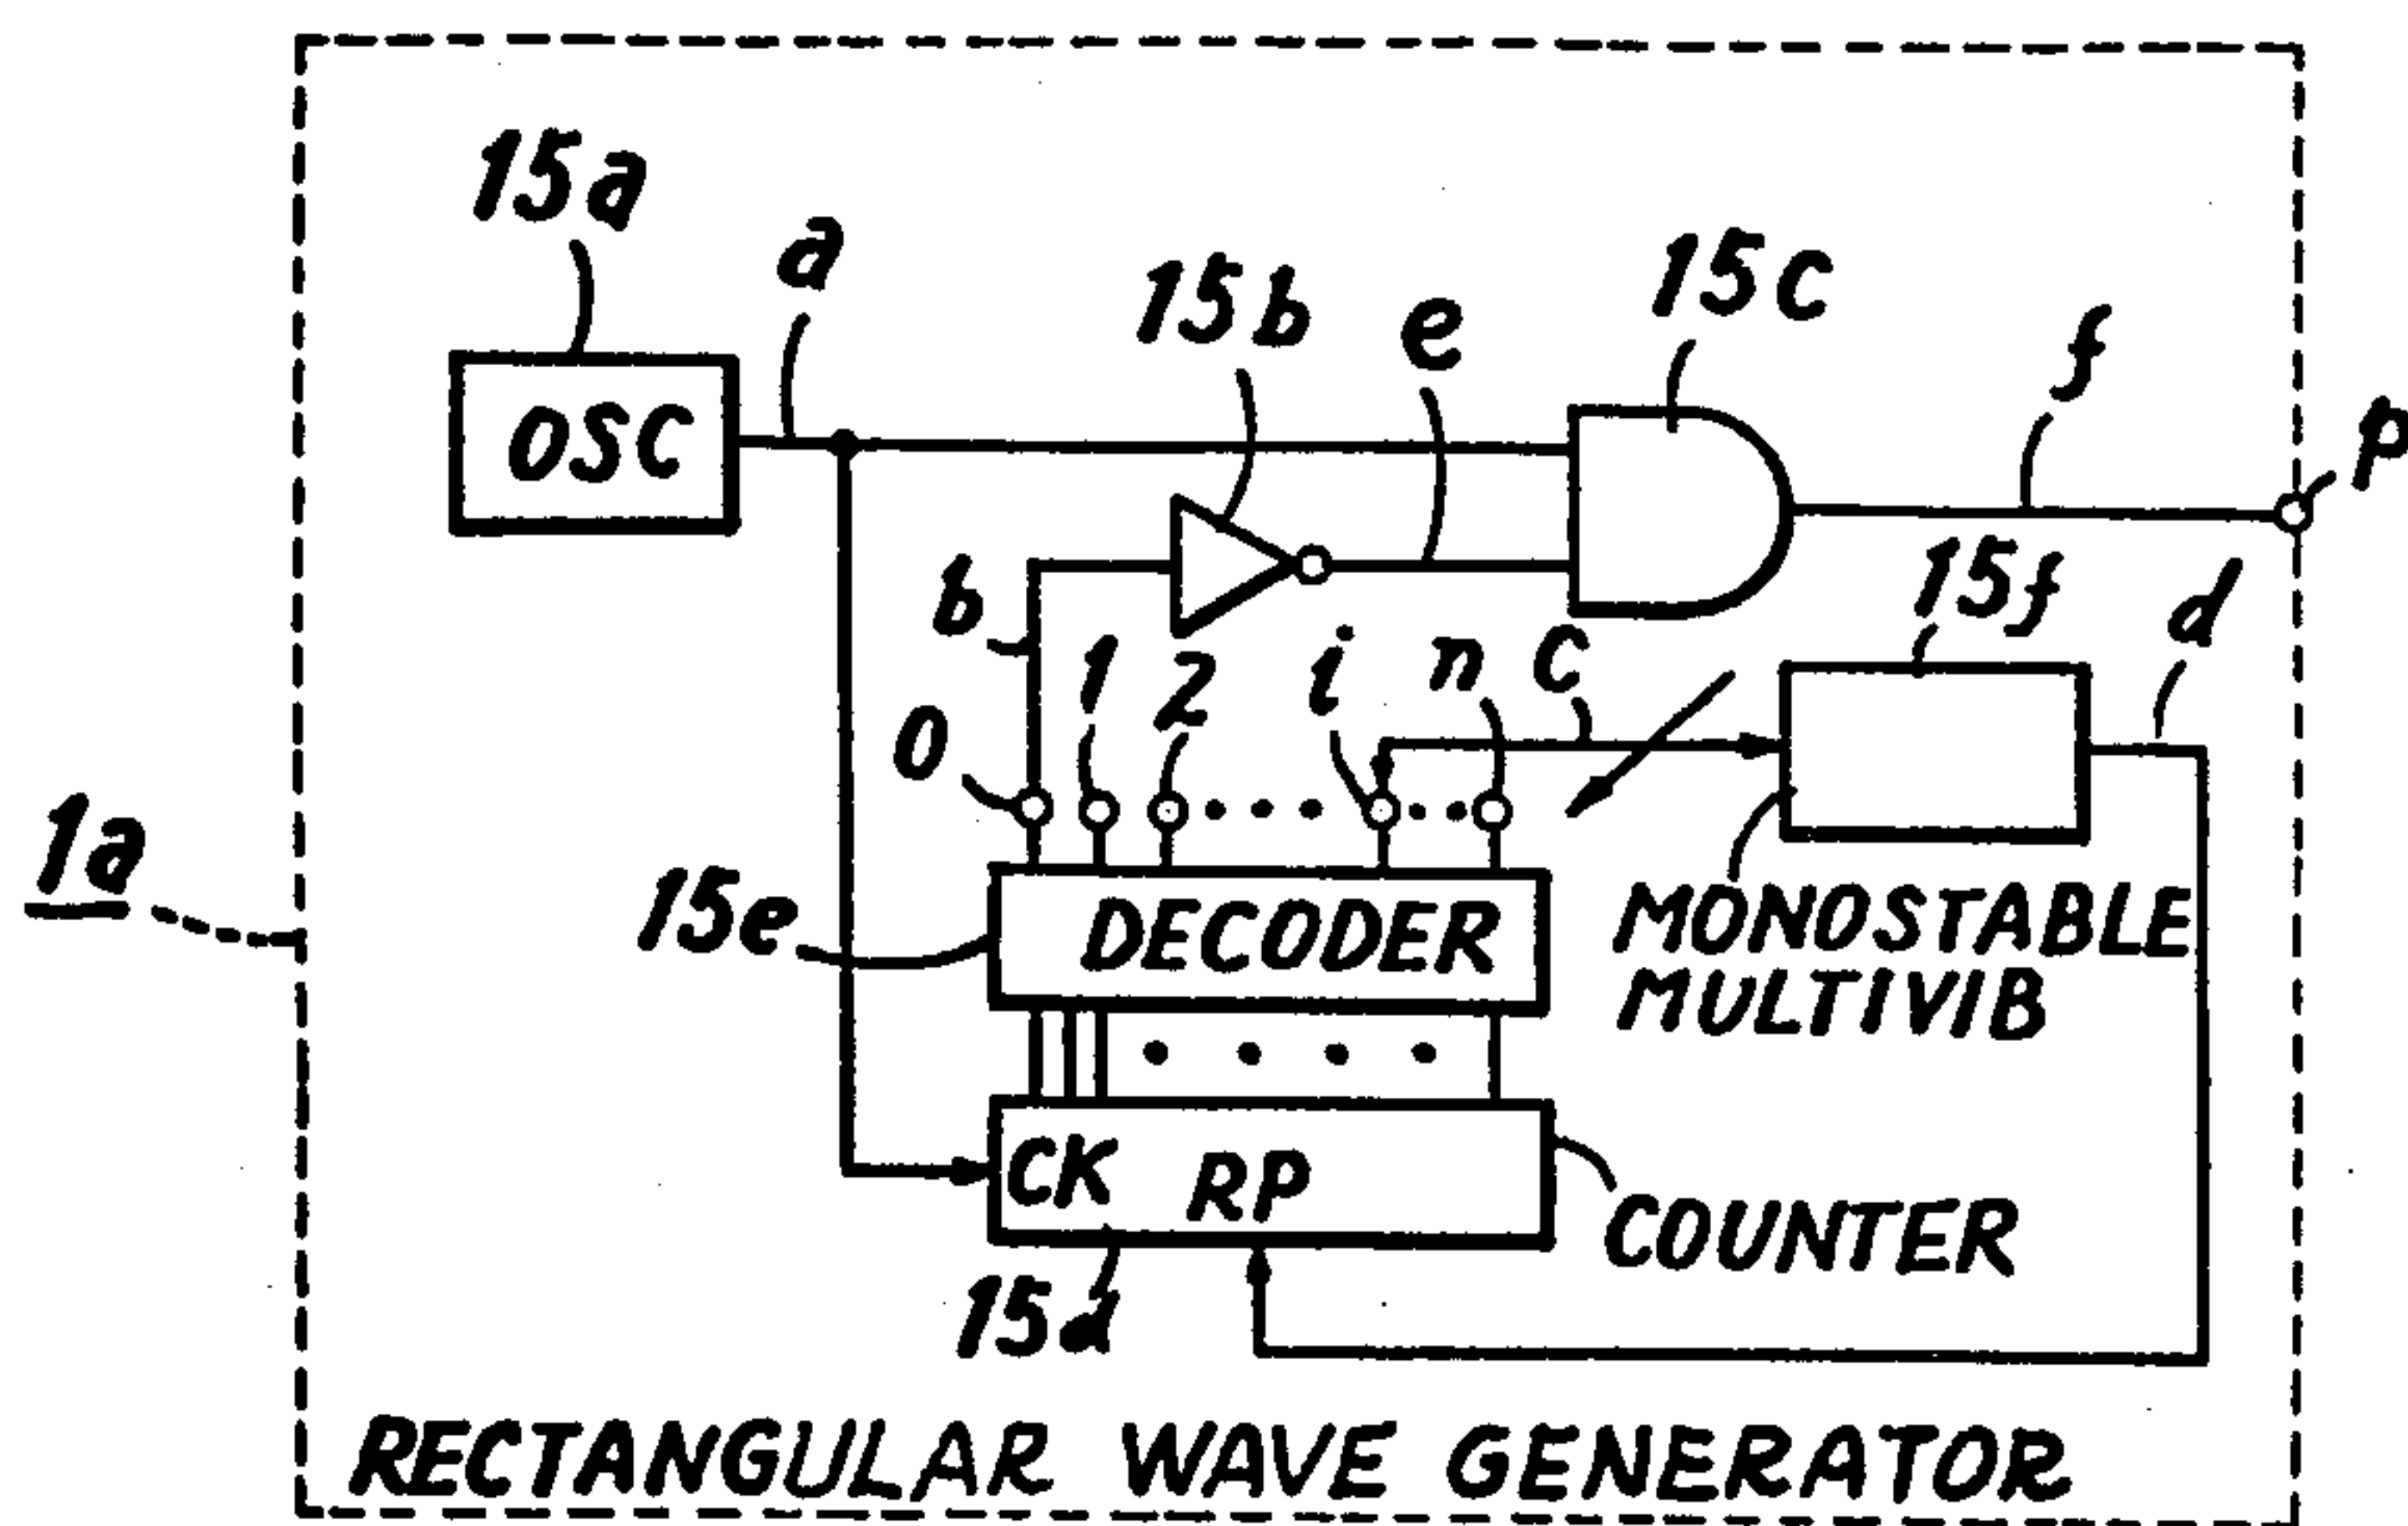 15a
a
15b
e
15c
f
p
OSC
b
15f
d
0
1
2
i
n
c
1a
15e
DECODER
MONOSTABLE
MULTIVIB
CK RP
COUNTER
15d
RECTANGULAR WAVE GENERATOR